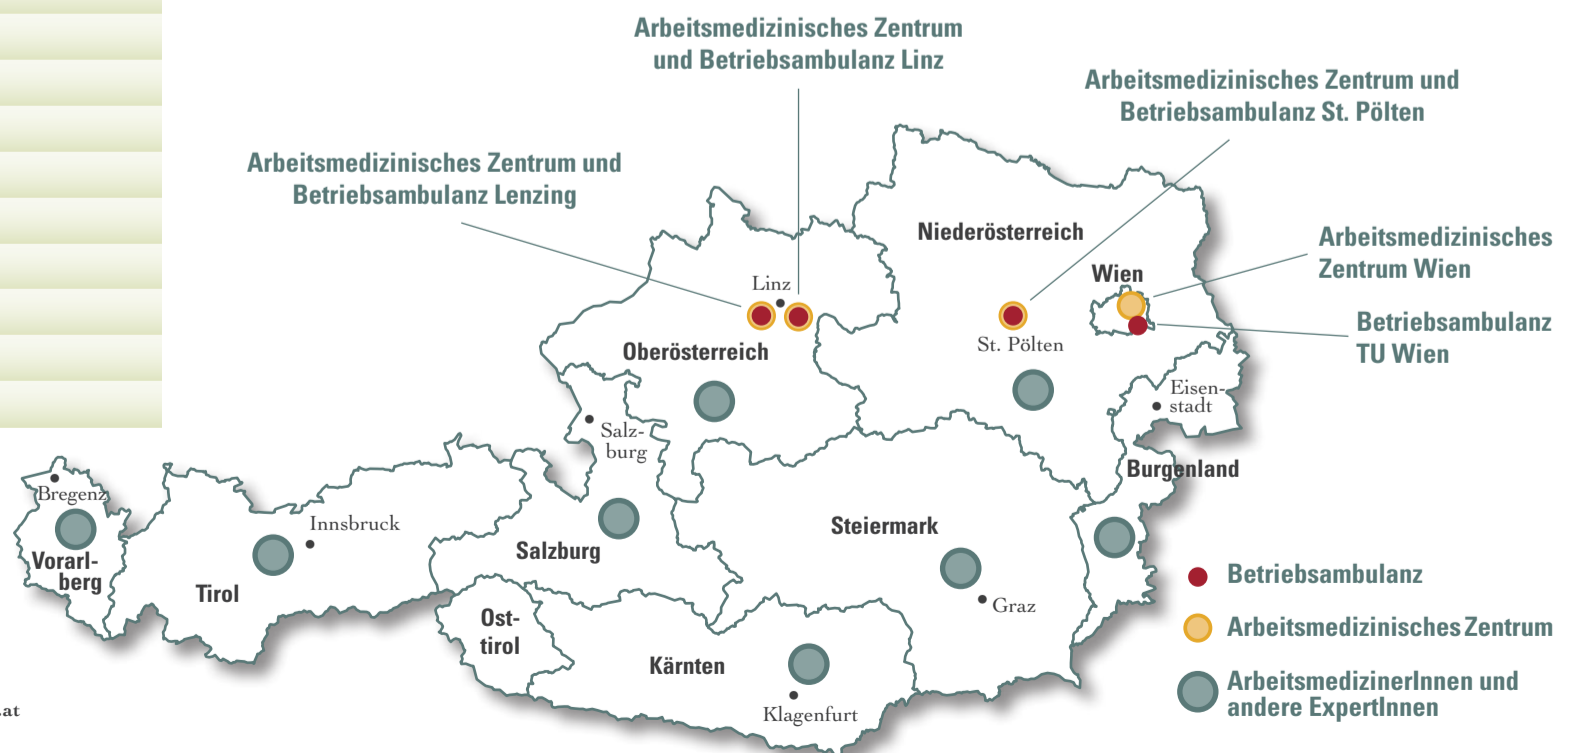 Arbeitsmedizinisches Zentrum
und Betriebsambulanz Linz
Arbeitsmedizinisches Zentrum und
Betriebsambulanz St. Pölten
Arbeitsmedizinisches Zentrum und
Betriebsambulanz Lenzing
Niederösterreich
Arbeitsmedizinisches
Zentrum Wien
Wien
Linz
Betriebsambulanz
TU Wien
St. Pölten
Oberösterreich
Eisen-
stadt
Salz-
burg
Burgenland
Bregenz
Innsbruck
Steiermark
Salzburg
Vorarl-
berg
Tirol
Betriebsambulanz
Graz
Ost-
tirol
Arbeitsmedizinisches Zentrum
Kärnten
ArbeitsmedizinerInnen und
andere ExpertInnen
Klagenfurt
.at